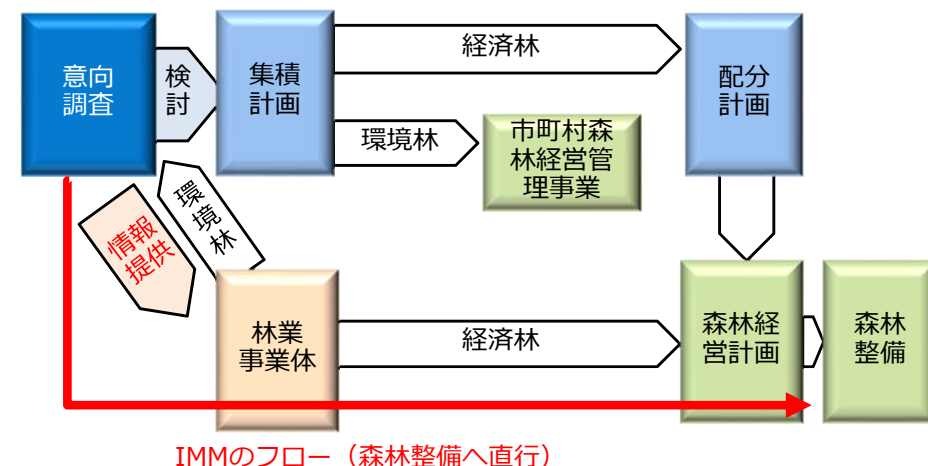 意向
調査
検
討
集積
計画
経済林
配分
計画
環境林
市町村森
林経営管
理事業
情報
提供
環
境
林
林業
事業体
経済林
森林経
営計画
森林
整備
IMMのフロー（森林整備へ直行）